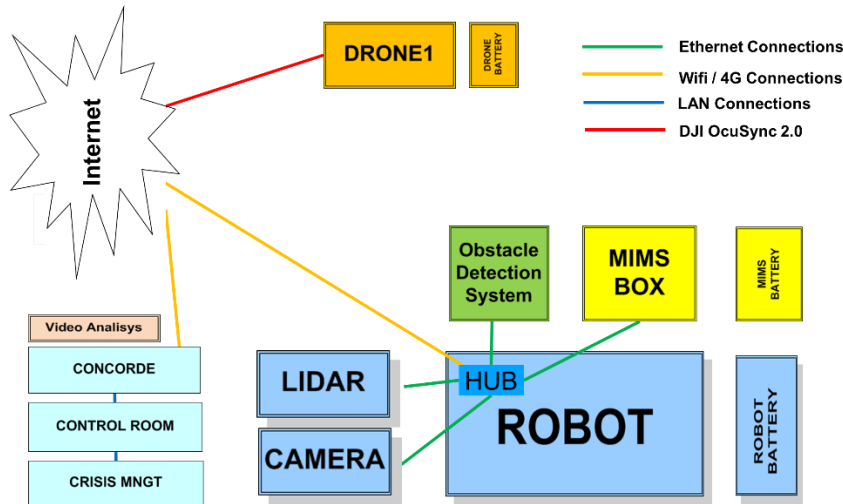 DRONE1
DRONE
BATTERY
Ethernet Connections
Wifi / 4G Connections
LAN Connections
DJI OcuSync 2.0
Internet
Obstacle
Detection
System
MIMS
BOX
MIMS
BATTERY
Video Analisys
CONCORDE
CONTROL ROOM
CRISIS MNGT
LIDAR
CAMERA
HUB
ROBOT
ROBOT
BATTERY